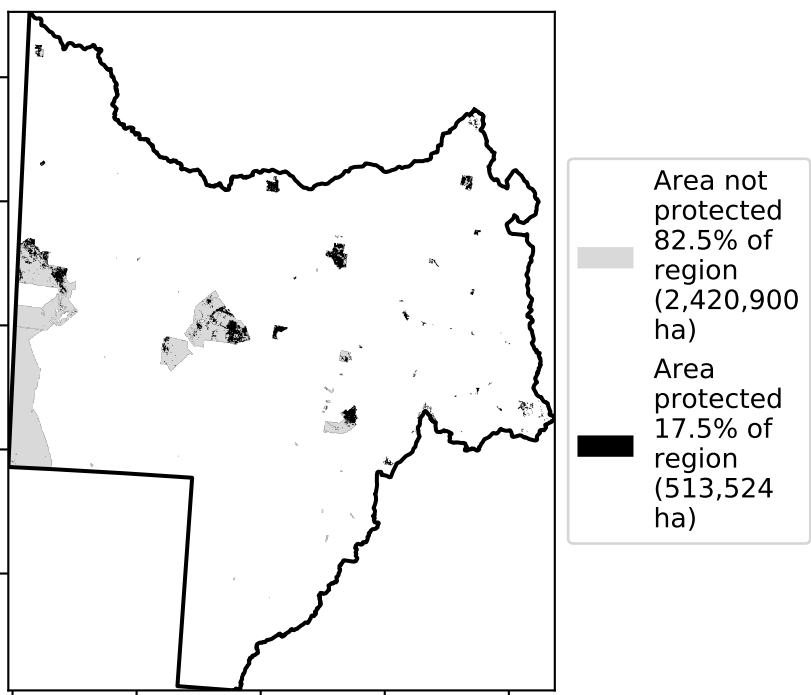 Area not
protected
82.5% of
region
(2,420,900
ha)
Area
protected
17.5% of
region
(513,524
ha)